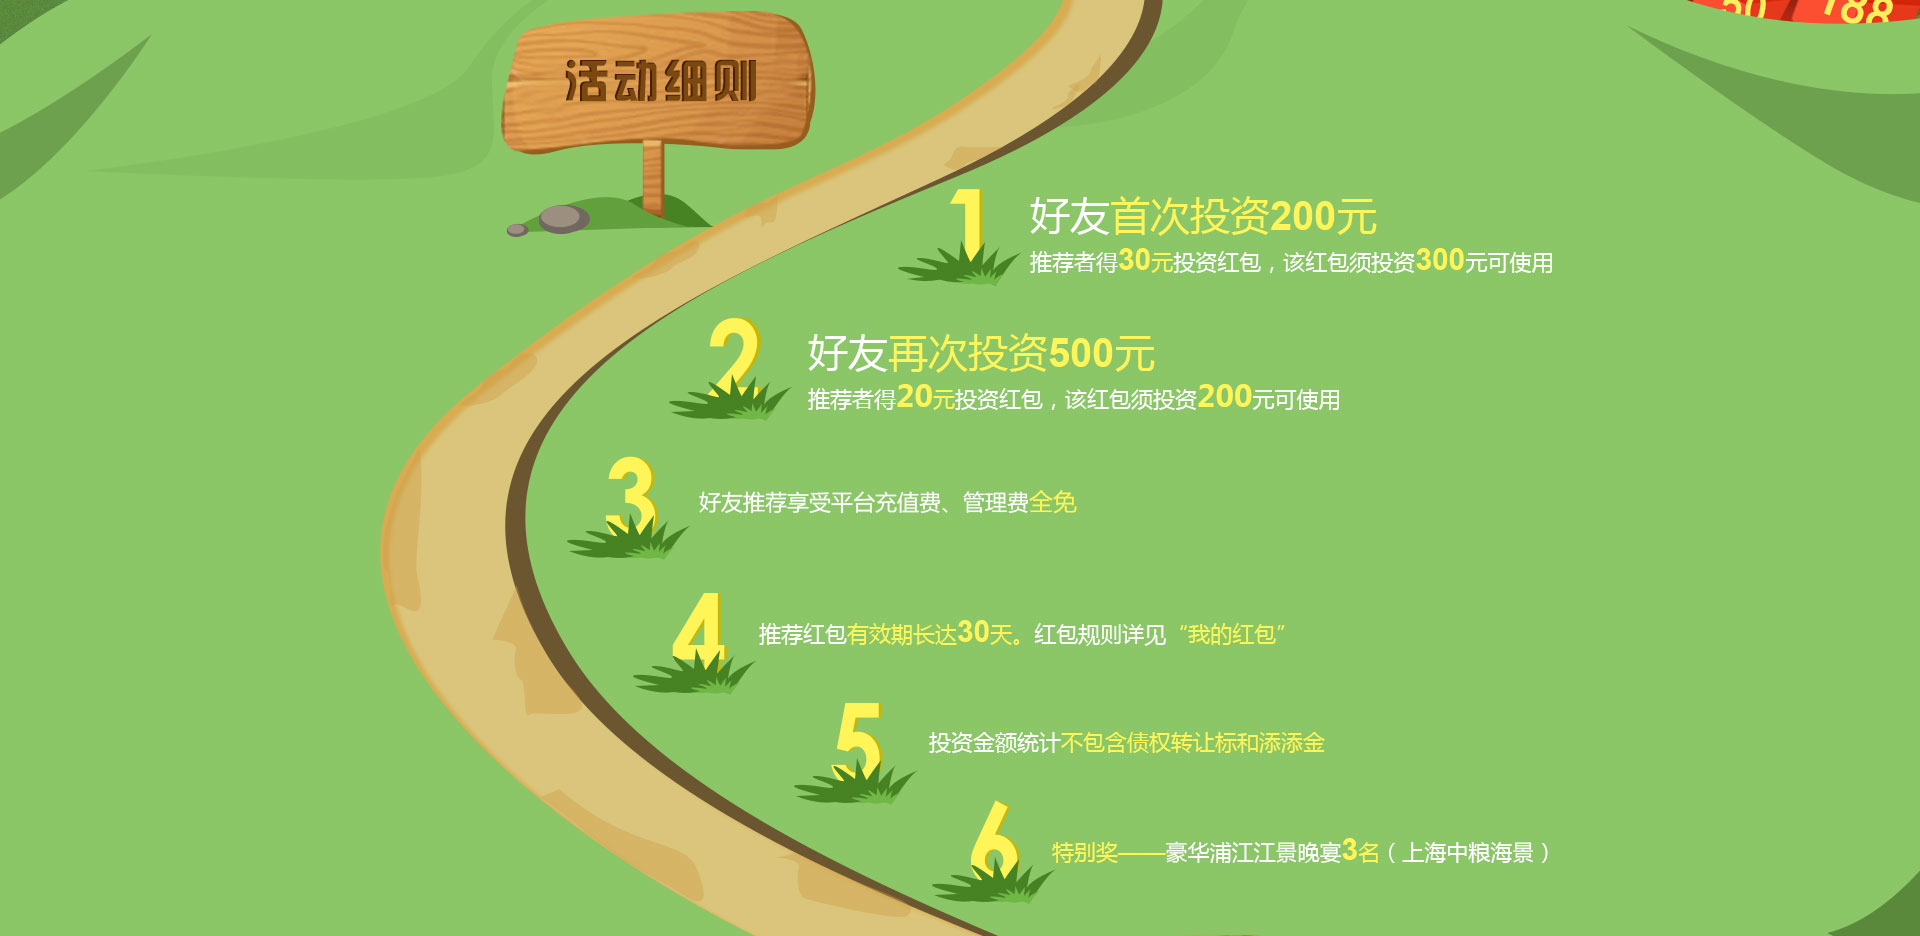 50 188
活动细则
1 好友首次投资200元
推荐者得30元投资红包，该红包须投资300元可使用
2 好友再次投资500元
推荐者得20元投资红包，该红包须投资200元可使用
3 好友推荐享受平台充值费、管理费全免
4 推荐红包有效期长达30天。红包规则详见“我的红包”
5 投资金额统计不包含债权转让标和添添金
6 特别奖——豪华浦江江景晚宴3名（上海中粮海景）